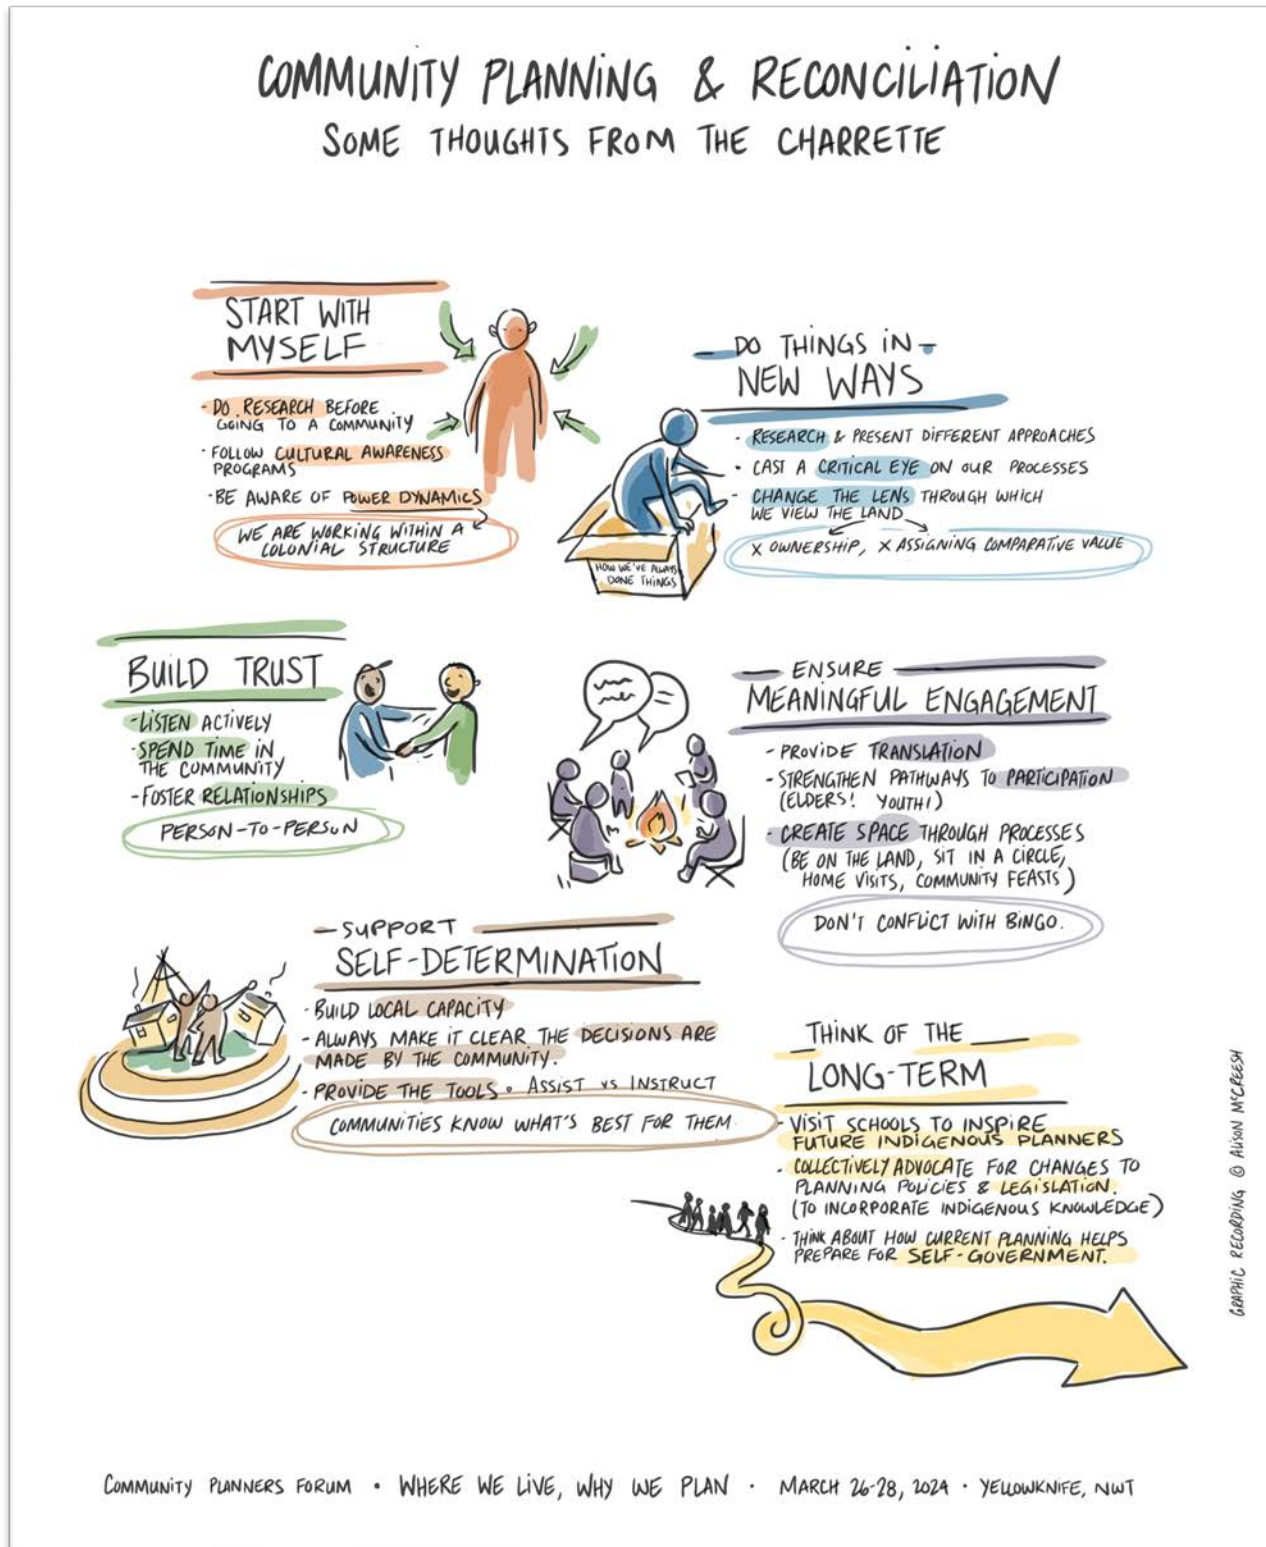 COMMUNITY PLANNING & RECONCILIATION
SOME THOUGHTS FROM THE CHARRETTE
START WITH
MYSELF
- DO RESEARCH BEFORE
GOING TO A COMMUNITY
- FOLLOW CULTURAL AWARENESS
PROGRAMS
- BE AWARE OF POWER DYNAMICS
WE ARE WORKING WITHIN A
COLONIAL STRUCTURE
DO THINGS IN
NEW WAYS
- RESEARCH & PRESENT DIFFERENT APPROACHES
- CAST A CRITICAL EYE ON OUR PROCESSES
- CHANGE THE LENS THROUGH WHICH
WE VIEW THE LAND
X OWNERSHIP, X ASSIGNING COMPARATIVE VALUE
HOW WE'VE ALWAYS
DONE THINGS
BUILD TRUST
- LISTEN ACTIVELY
- SPEND TIME IN
THE COMMUNITY
- FOSTER RELATIONSHIPS
PERSON-TO-PERSON
ENSURE
MEANINGFUL ENGAGEMENT
- PROVIDE TRANSLATION
- STRENGTHEN PATHWAYS TO PARTICIPATION
(ELDERS! YOUTH!)
- CREATE SPACE THROUGH PROCESSES
(BE ON THE LAND, SIT IN A CIRCLE,
HOME VISITS, COMMUNITY FEASTS)
DON'T CONFLICT WITH BINGO.
SUPPORT
SELF-DETERMINATION
- BUILD LOCAL CAPACITY
- ALWAYS MAKE IT CLEAR THE DECISIONS ARE
MADE BY THE COMMUNITY.
- PROVIDE THE TOOLS • ASSIST VS INSTRUCT
COMMUNITIES KNOW WHAT'S BEST FOR THEM
THINK OF THE
LONG-TERM
- VISIT SCHOOLS TO INSPIRE
FUTURE INDIGENOUS PLANNERS
- COLLECTIVELY ADVOCATE FOR CHANGES TO
PLANNING POLICIES & LEGISLATION.
(TO INCORPORATE INDIGENOUS KNOWLEDGE)
- THINK ABOUT HOW CURRENT PLANNING HELPS
PREPARE FOR SELF-GOVERNMENT.
GRAPHIC RECORDING © ALISON MCCREESH
COMMUNITY PLANNERS FORUM • WHERE WE LIVE, WHY WE PLAN • MARCH 26-28, 2024 • YELLOWKNIFE, NWT